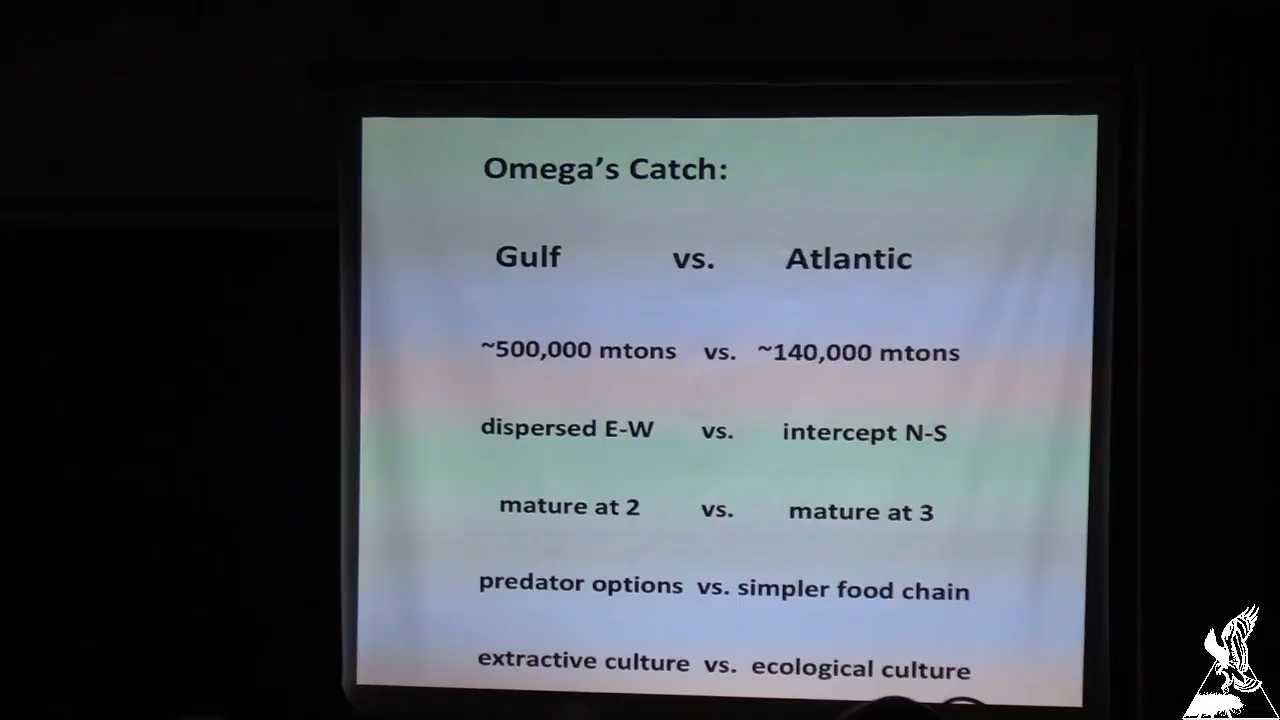 Omega's Catch:
Gulf vs. Atlantic
~500,000 mtons vs. ~140,000 mtons
dispersed E-W vs. intercept N-S
mature at 2 vs. mature at 3
predator options vs. simpler food chain
extractive culture vs. ecological culture